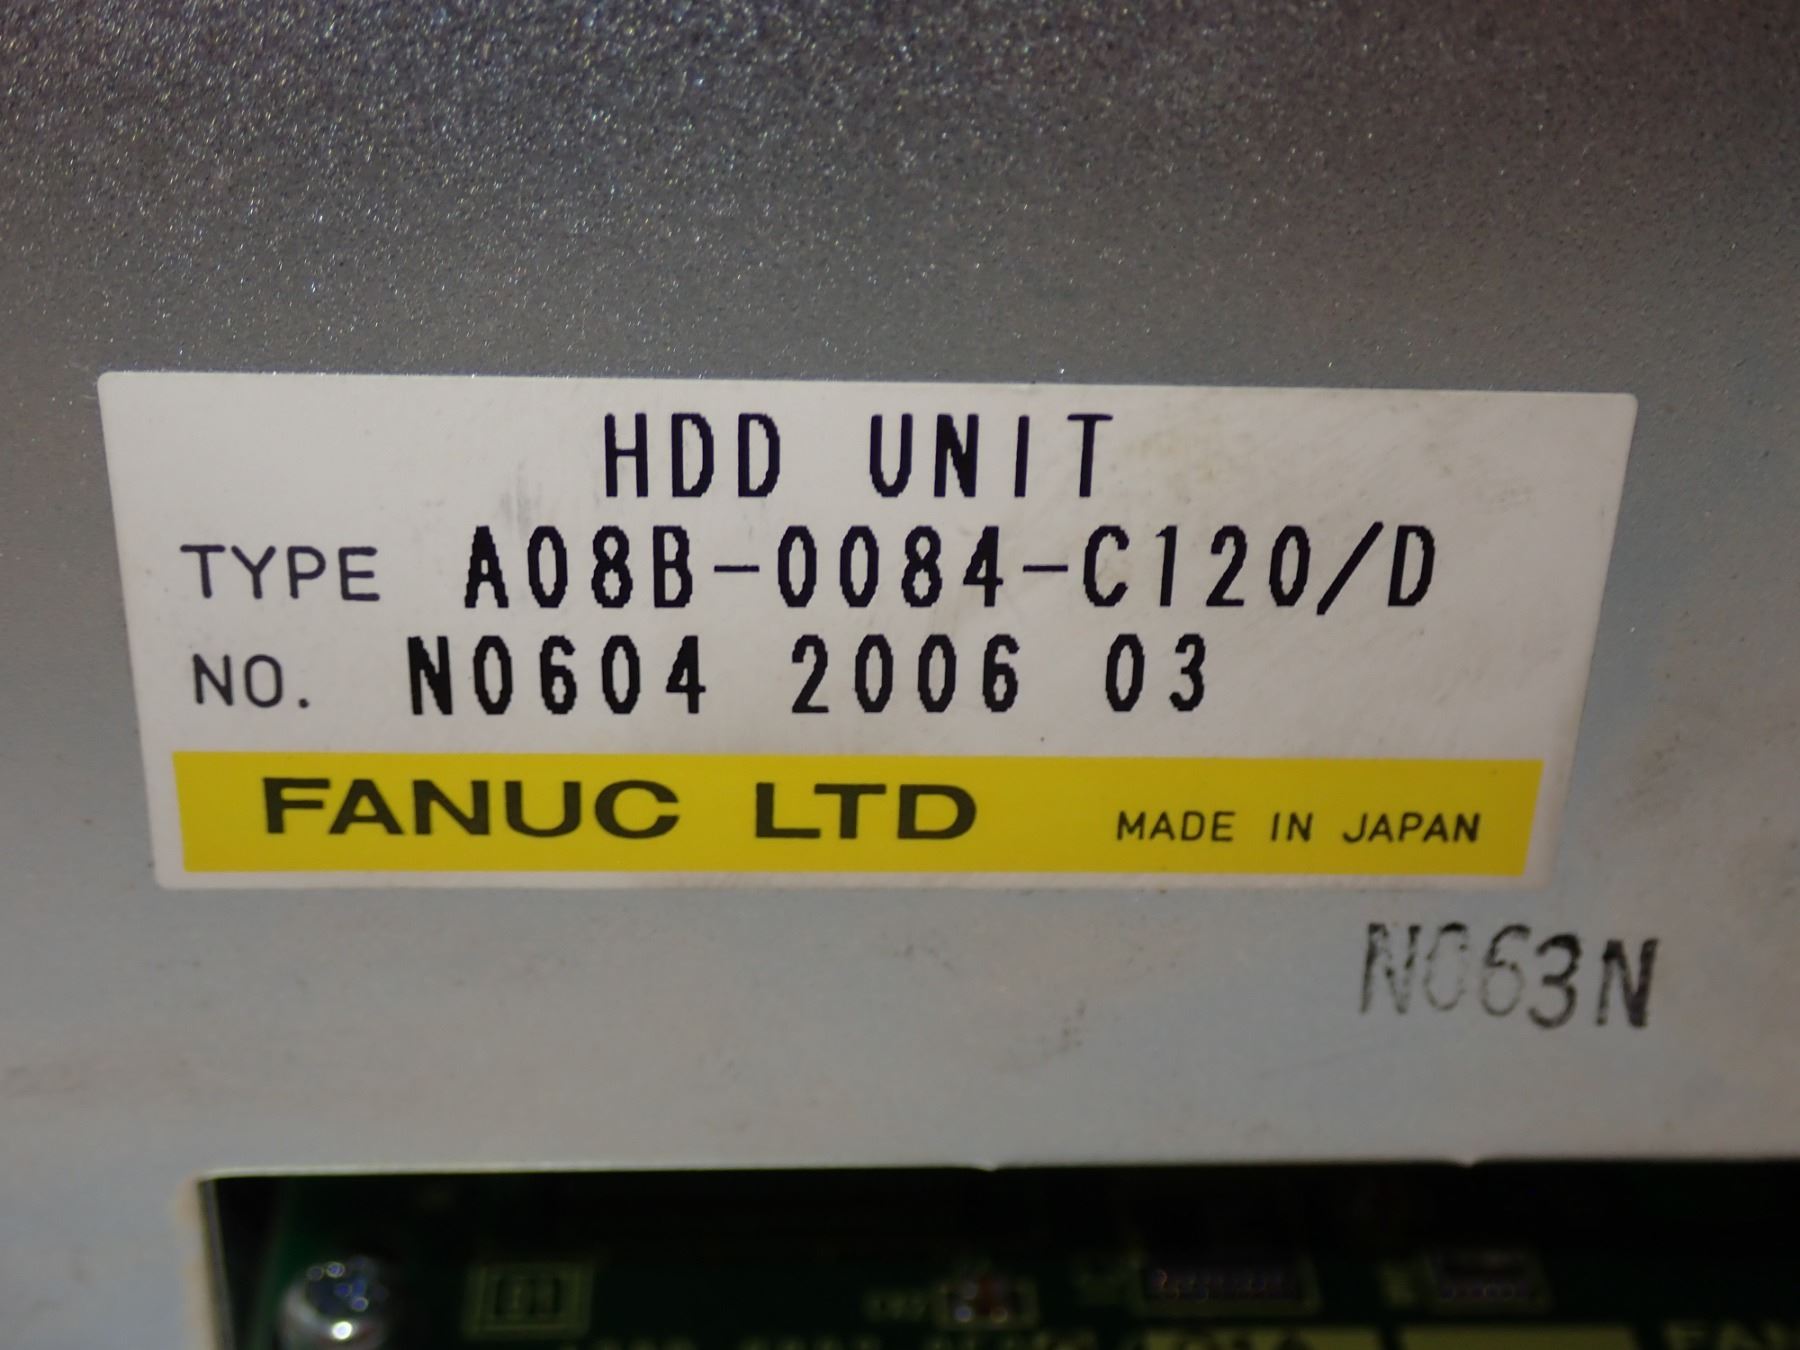 HDD UNIT
TYPE A08B-0084-C120/D
NO. N0604 2006 03
FANUC LTD MADE IN JAPAN
N063N